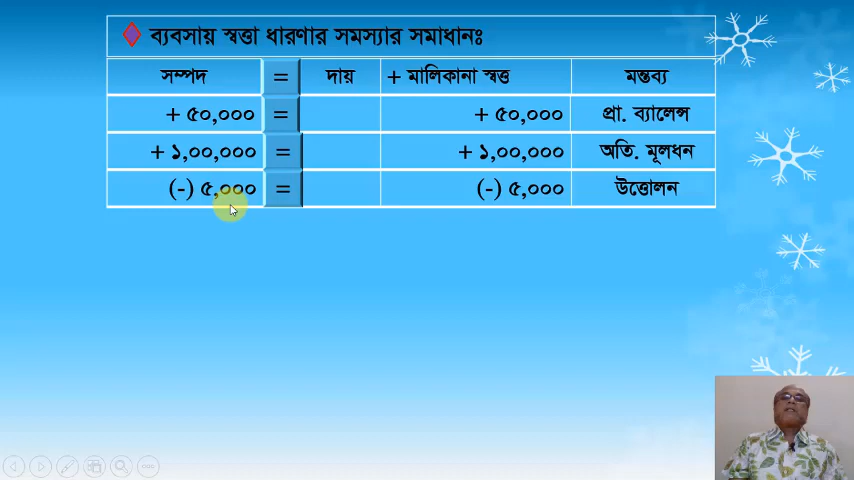 ব্যবসায় স্বত্তা ধারণার সমস্যার সমাধানঃ
সম্পদ = দায় + মালিকানা স্বত্ত মন্তব্য
+ ৫০,০০০ = + ৫০,০০০ প্রা. ব্যালেন্স
+ ১,০০,০০০ = + ১,০০,০০০ অতি. মূলধন
(-) ৫,০০০ = (-) ৫,০০০ উত্তোলন